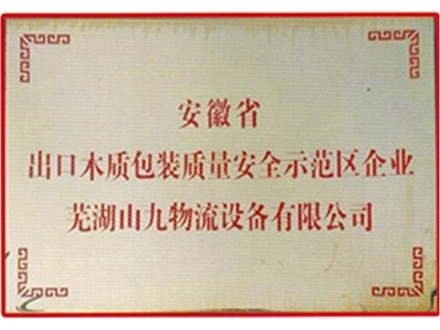 安徽省
出口木质包装质量安全示范区企业
芜湖山九物流设备有限公司